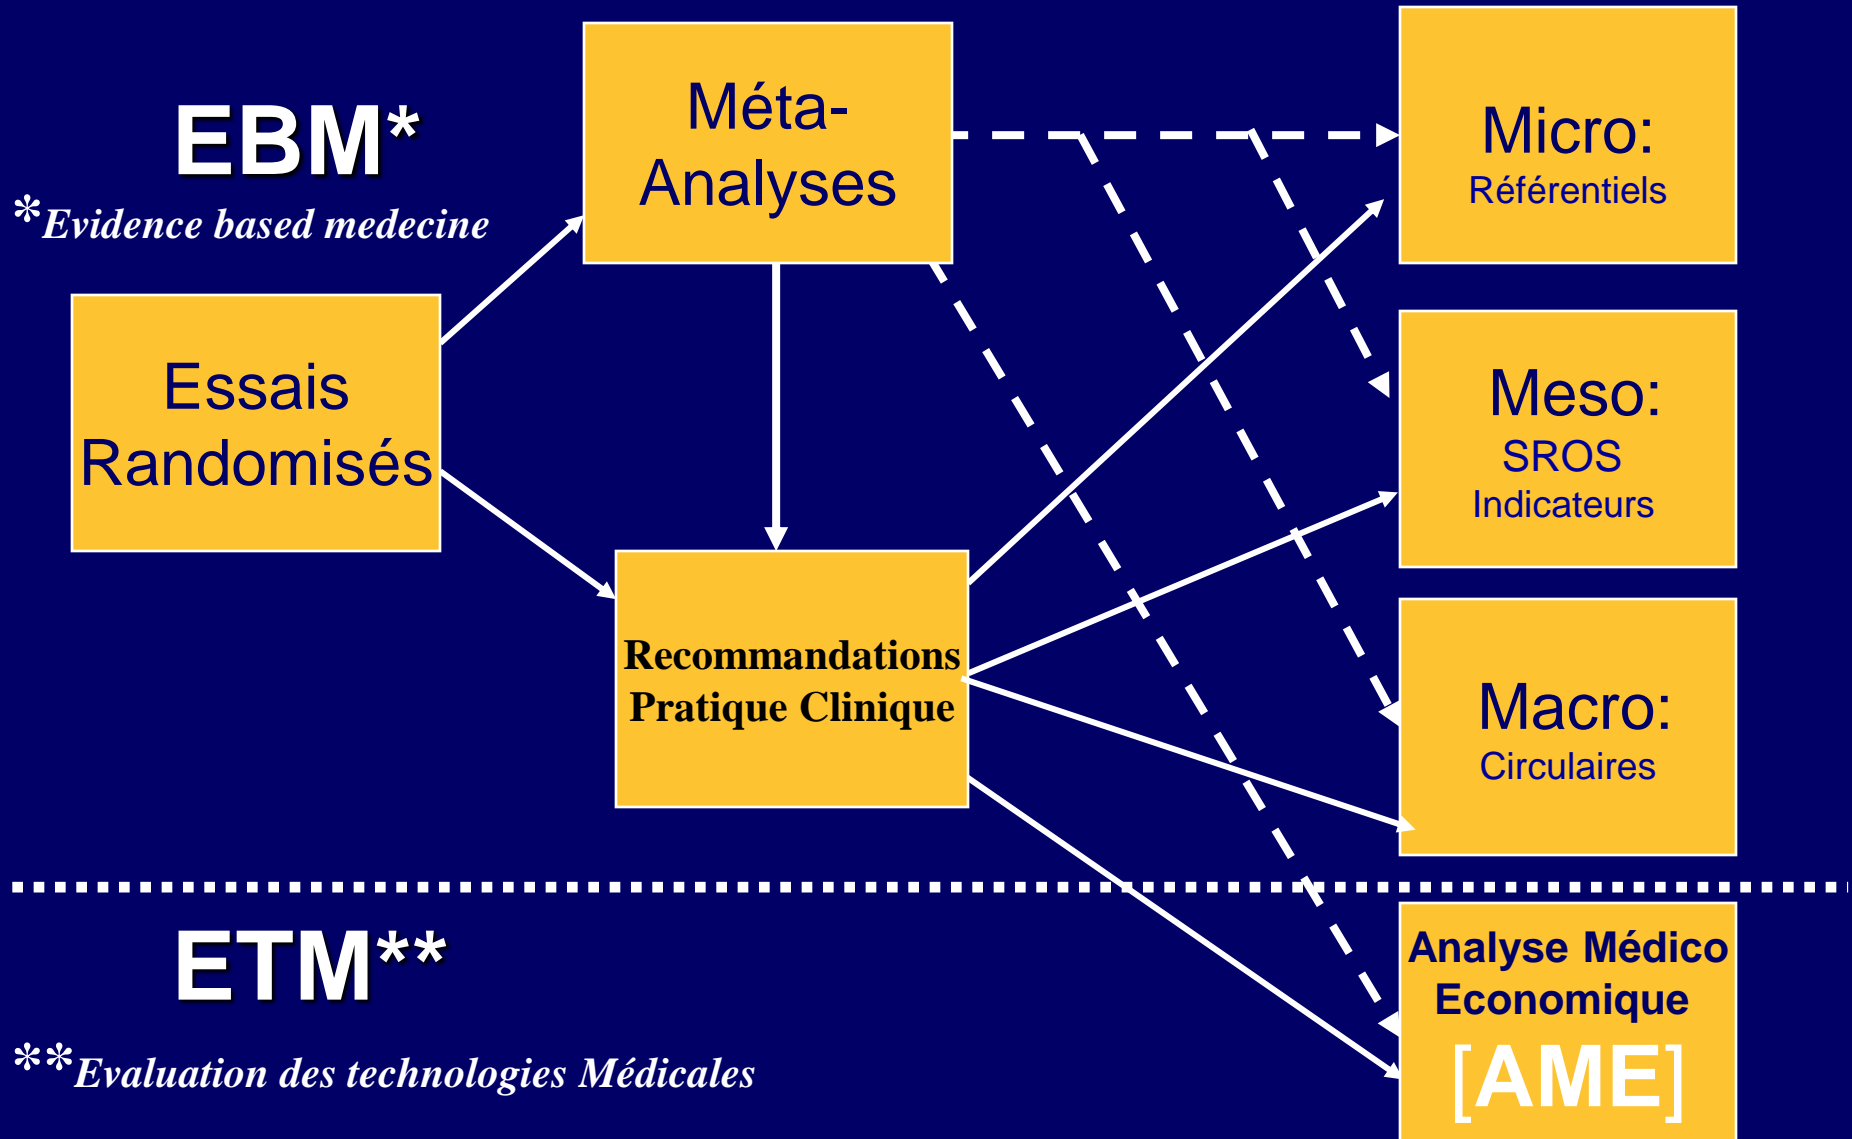 EBM*
*Evidence based medecine
Méta-
Analyses
Micro:
Référentiels
Essais
Randomisés
Meso:
SROS
Indicateurs
Recommandations
Pratique Clinique
Macro:
Circulaires
ETM**
**Evaluation des technologies Médicales
Analyse Médico
Economique
[AME]